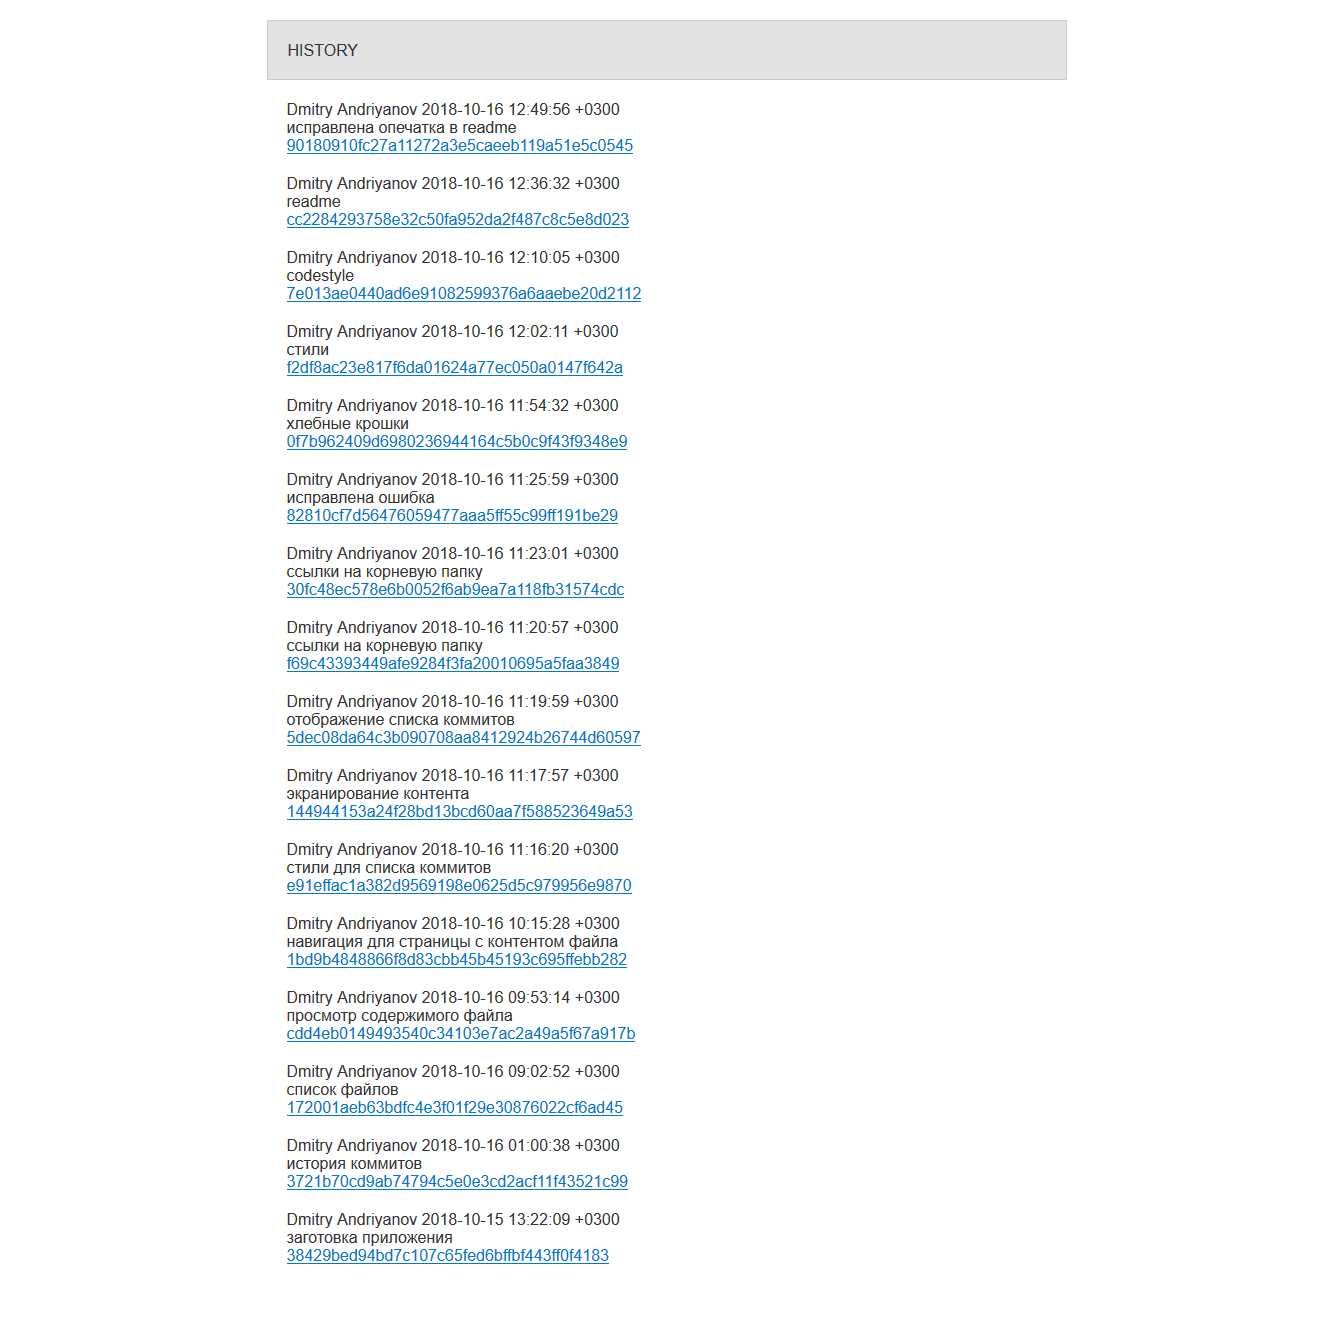 HISTORY
Dmitry Andriyanov 2018-10-16 12:49:56 +0300
исправлена опечатка в readme
90180910fc27a11272a3e5caeeb119a51e5c0545
Dmitry Andriyanov 2018-10-16 12:36:32 +0300
readme
cc2284293758e32c50fa952da2f487c8c5e8d023
Dmitry Andriyanov 2018-10-16 12:10:05 +0300
codestyle
7e013ae0440ad6e91082599376a6aaebe20d2112
Dmitry Andriyanov 2018-10-16 12:02:11 +0300
стили
f2df8ac23e817f6da01624a77ec050a0147f642a
Dmitry Andriyanov 2018-10-16 11:54:32 +0300
хлебные крошки
0f7b962409d6980236944164c5b0c9f43f9348e9
Dmitry Andriyanov 2018-10-16 11:25:59 +0300
исправлена ошибка
82810cf7d56476059477aaa5ff55c99ff191be29
Dmitry Andriyanov 2018-10-16 11:23:01 +0300
ссылки на корневую папку
30fc48ec578e6b0052f6ab9ea7a118fb31574cdc
Dmitry Andriyanov 2018-10-16 11:20:57 +0300
ссылки на корневую папку
f69c43393449afe9284f3fa20010695a5faa3849
Dmitry Andriyanov 2018-10-16 11:19:59 +0300
отображение списка коммитов
5dec08da64c3b090708aa8412924b26744d60597
Dmitry Andriyanov 2018-10-16 11:17:57 +0300
экранирование контента
144944153a24f28bd13bcd60aa7f588523649a53
Dmitry Andriyanov 2018-10-16 11:16:20 +0300
стили для списка коммитов
e91effac1a382d9569198e0625d5c979956e9870
Dmitry Andriyanov 2018-10-16 10:15:28 +0300
навигация для страницы с контентом файла
1bd9b4848866f8d83cbb45b45193c695ffebb282
Dmitry Andriyanov 2018-10-16 09:53:14 +0300
просмотр содержимого файла
cdd4eb0149493540c34103e7ac2a49a5f67a917b
Dmitry Andriyanov 2018-10-16 09:02:52 +0300
список файлов
172001aeb63bdfc4e3f01f29e30876022cf6ad45
Dmitry Andriyanov 2018-10-16 01:00:38 +0300
история коммитов
3721b70cd9ab74794c5e0e3cd2acf11f43521c99
Dmitry Andriyanov 2018-10-15 13:22:09 +0300
заготовка приложения
38429bed94bd7c107c65fed6bffbf443ff0f4183